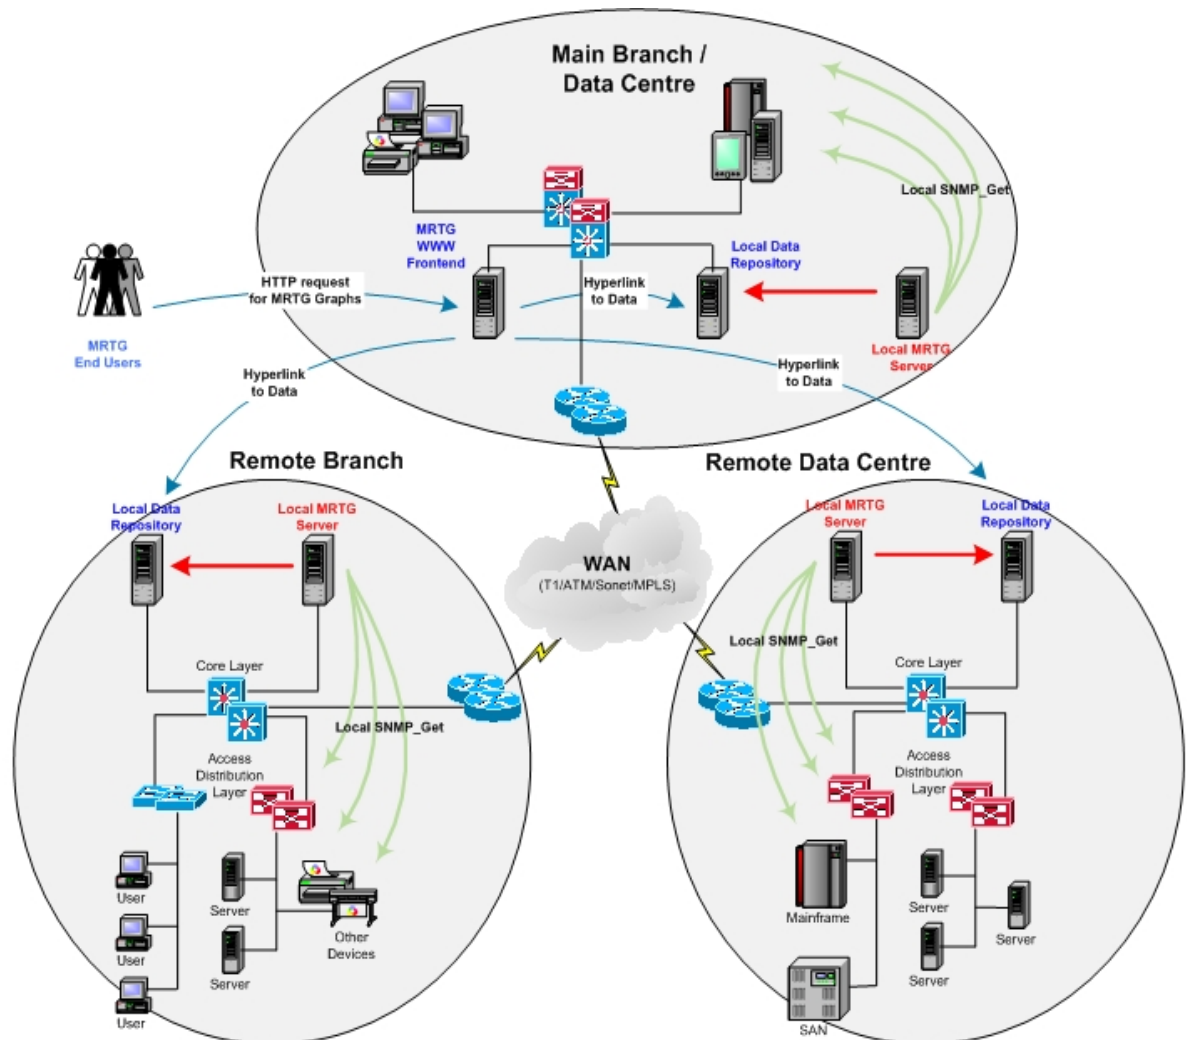 Main Branch /
Data Centre
Local SNMP_Get
MRTG
WWW
Frontend
Local Data
Repository
HTTP request
for MRTG Graphs
Hyperlink
to Data
MRTG
End Users
Local MRTG
Server
Hyperlink
to Data
Hyperlink
to Data
Remote Branch
Remote Data Centre
Local Data
Repository
Local MRTG
Server
WAN
(T1/ATM/Sonet/MPLS)
Local MRTG
Server
Local Data
Repository
Core Layer
Local SNMP_Get
Access
Distribution
Layer
User
User
User
Server
Server
Other
Devices
Local SNMP_Get
Core Layer
Access
Distribution
Layer
Mainframe
SAN
Server
Server
Server